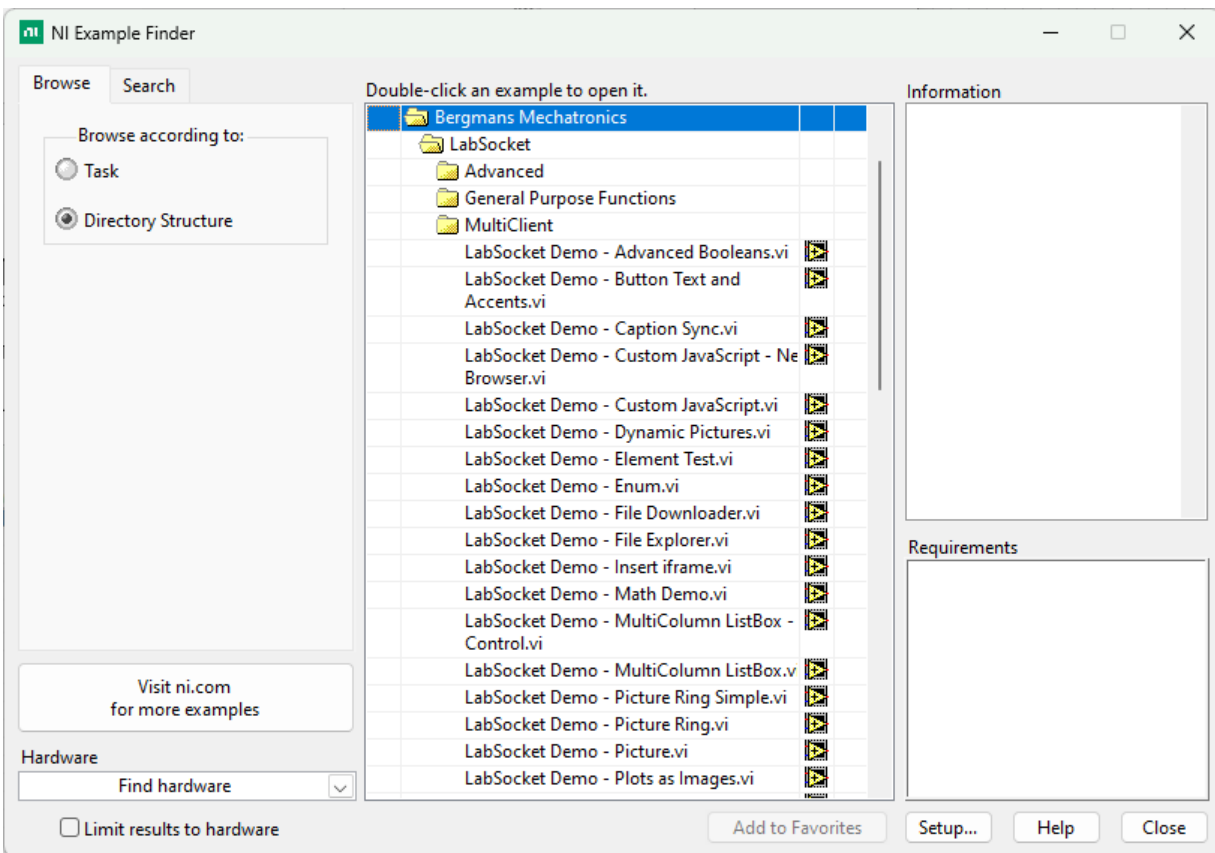 NI Example Finder
Browse
Search
Browse according to:
Task
Directory Structure
Visit ni.com
for more examples
Hardware
Find hardware
Limit results to hardware
Double-click an example to open it.
Bergmans Mechatronics
LabSocket
Advanced
General Purpose Functions
MultiClient
LabSocket Demo - Advanced Booleans.vi
LabSocket Demo - Button Text and
Accents.vi
LabSocket Demo - Caption Sync.vi
LabSocket Demo - Custom JavaScript - Ne
Browser.vi
LabSocket Demo - Custom JavaScript.vi
LabSocket Demo - Dynamic Pictures.vi
LabSocket Demo - Element Test.vi
LabSocket Demo - Enum.vi
LabSocket Demo - File Downloader.vi
LabSocket Demo - File Explorer.vi
LabSocket Demo - Insert iframe.vi
LabSocket Demo - Math Demo.vi
LabSocket Demo - MultiColumn ListBox -
Control.vi
LabSocket Demo - MultiColumn ListBox.v
LabSocket Demo - Picture Ring Simple.vi
LabSocket Demo - Picture Ring.vi
LabSocket Demo - Picture.vi
LabSocket Demo - Plots as Images.vi
Information
Requirements
Add to Favorites
Setup...
Help
Close